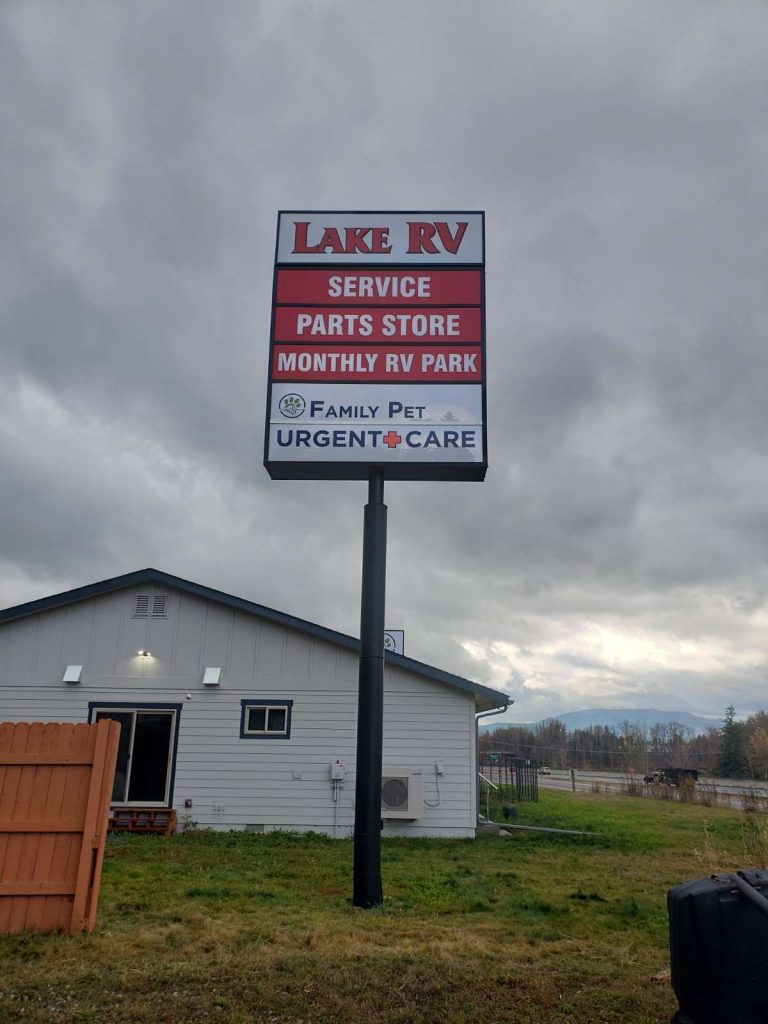 LAKE RV
SERVICE
PARTS STORE
MONTHLY RV PARK
FAMILY PET
URGENT CARE